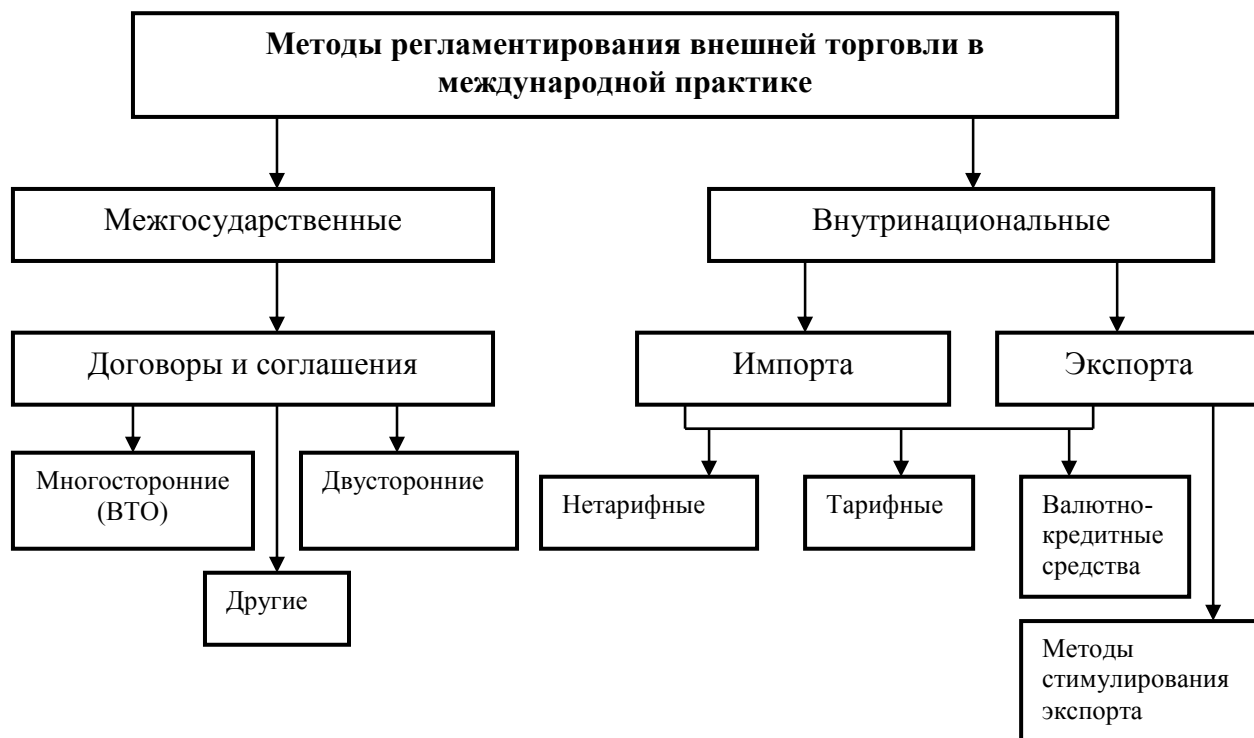 Методы регламентирования внешней торговли в
международной практике
Межгосударственные
Внутринациональные
Договоры и соглашения
Импорта
Экспорта
Многосторонние
(ВТО)
Двусторонние
Нетарифные
Тарифные
Валютно-
кредитные
средства
Другие
Методы
стимулирования
экспорта